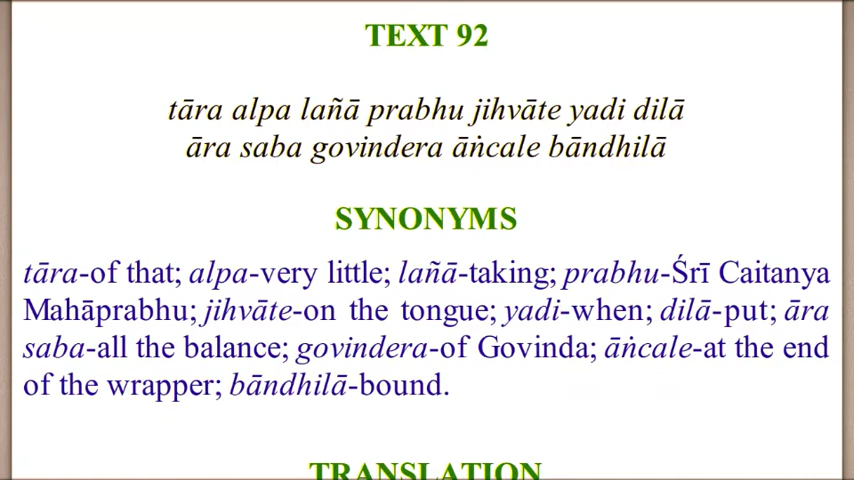 TEXT 92
tāra alpa lañā prabhu jihvāte yadi dilā
āra saba govindera āṅcale bāndhilā
SYNONYMS
tāra-of that; alpa-very little; lañā-taking; prabhu-Śrī Caitanya
Mahāprabhu; jihvāte-on the tongue; yadi-when; dilā-put; āra
saba-all the balance; govindera-of Govinda; āṅcale-at the end
of the wrapper; bāndhilā-bound.
TRANSLATION